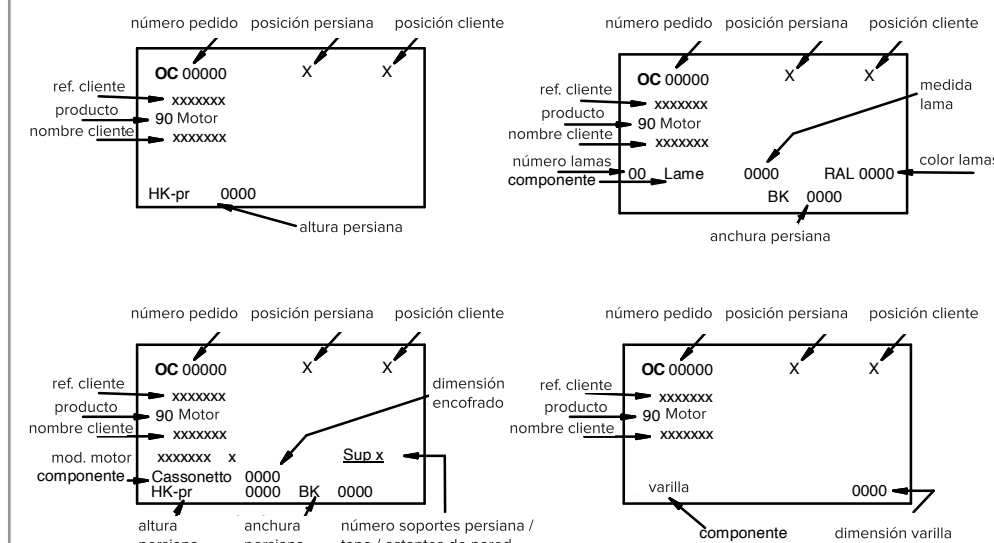 número pedido posición persiana posición cliente
OC 00000 X X
ref. cliente
xxxxxxx
producto
90 Motor
nombre cliente
xxxxxxx
HK-pr 0000
altura persiana
número pedido posición persiana posición cliente
OC 00000 X X
medida
lama
ref. cliente
xxxxxxx
producto
90 Motor
nombre cliente
xxxxxxx
número lamas
00 Lame 0000 RAL 0000
color lamas
componente
BK 0000
anchura persiana
número pedido posición persiana posición cliente
OC 00000 X X
dimensión
encofrado
ref. cliente
xxxxxxx
producto
90 Motor
nombre cliente
xxxxxxx
mod. motor
xxxxxxx x
Sup x
componente
Cassonetto 0000
HK-pr 0000 BK 0000
altura
persiana
anchura
persiana
número soportes persiana /
número pedido posición persiana posición cliente
OC 00000 X X
ref. cliente
xxxxxxx
producto
90 Motor
nombre cliente
xxxxxxx
varilla 0000
componente
dimensión varilla